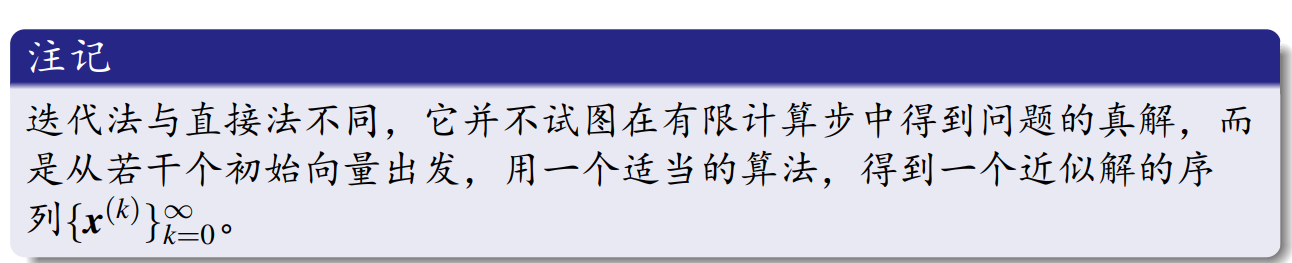 注记
迭代法与直接法不同，它并不试图在有限计算步中得到问题的真解，而
是从若干个初始向量出发，用一个适当的算法，得到一个近似解的序
列$\{\boldsymbol{x}^{(k)}\}_{k=0}^{\infty}$。